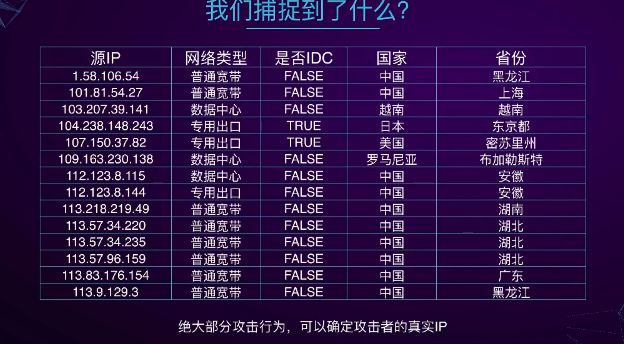 我们捕捉到了什么?
源IP 网络类型 是否IDC 国家 省份
1.58.106.54 普通宽带 FALSE 中国 黑龙江
101.81.54.27 普通宽带 FALSE 中国 上海
103.207.39.141 数据中心 FALSE 越南 越南
104.238.148.243 专用出口 TRUE 日本 东京都
107.150.37.82 专用出口 TRUE 美国 密苏里州
109.163.230.138 数据中心 FALSE 罗马尼亚 布加勒斯特
112.123.8.115 数据中心 FALSE 中国 安徽
112.123.8.144 专用出口 FALSE 中国 安徽
113.218.219.49 普通宽带 FALSE 中国 湖南
113.57.34.220 普通宽带 FALSE 中国 湖北
113.57.34.235 普通宽带 FALSE 中国 湖北
113.57.96.159 普通宽带 FALSE 中国 湖北
113.83.176.154 普通宽带 FALSE 中国 广东
113.9.129.3 普通宽带 FALSE 中国 黑龙江
绝大部分攻击行为，可以确定攻击者的真实IP